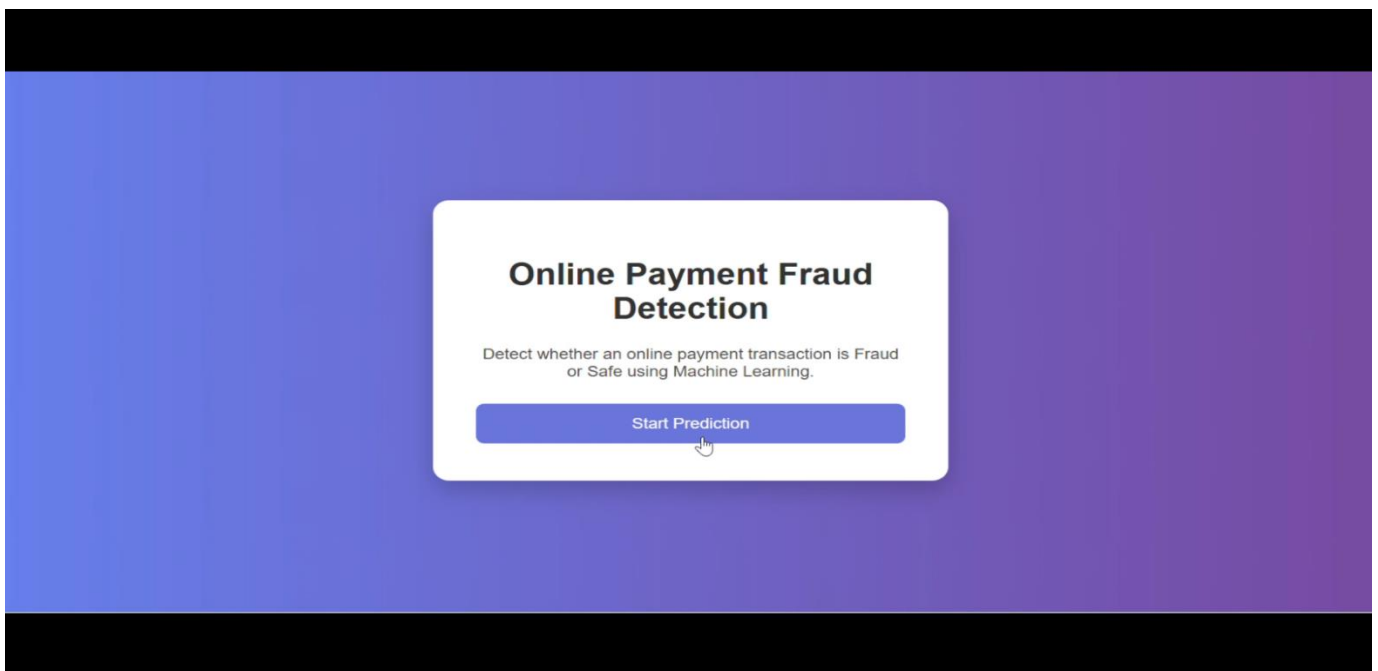 Online Payment Fraud
Detection
Detect whether an online payment transaction is Fraud
or Safe using Machine Learning.
Start Prediction